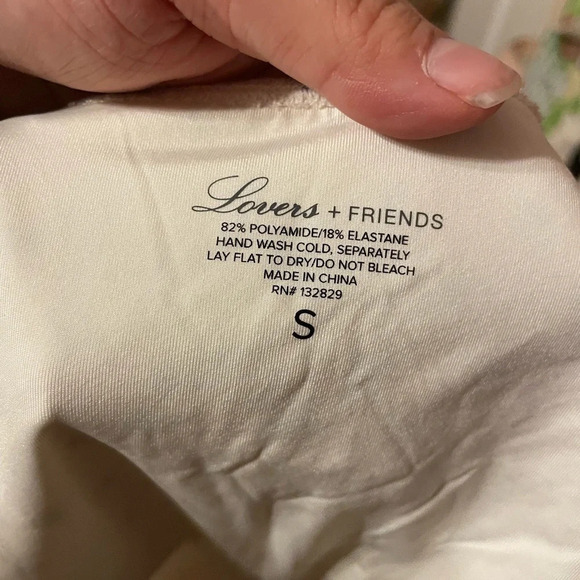 Lovers + FRIENDS
82% POLYAMIDE/18% ELASTANE
HAND WASH COLD, SEPARATELY
LAY FLAT TO DRY/DO NOT BLEACH
MADE IN CHINA
RN# 132829
S